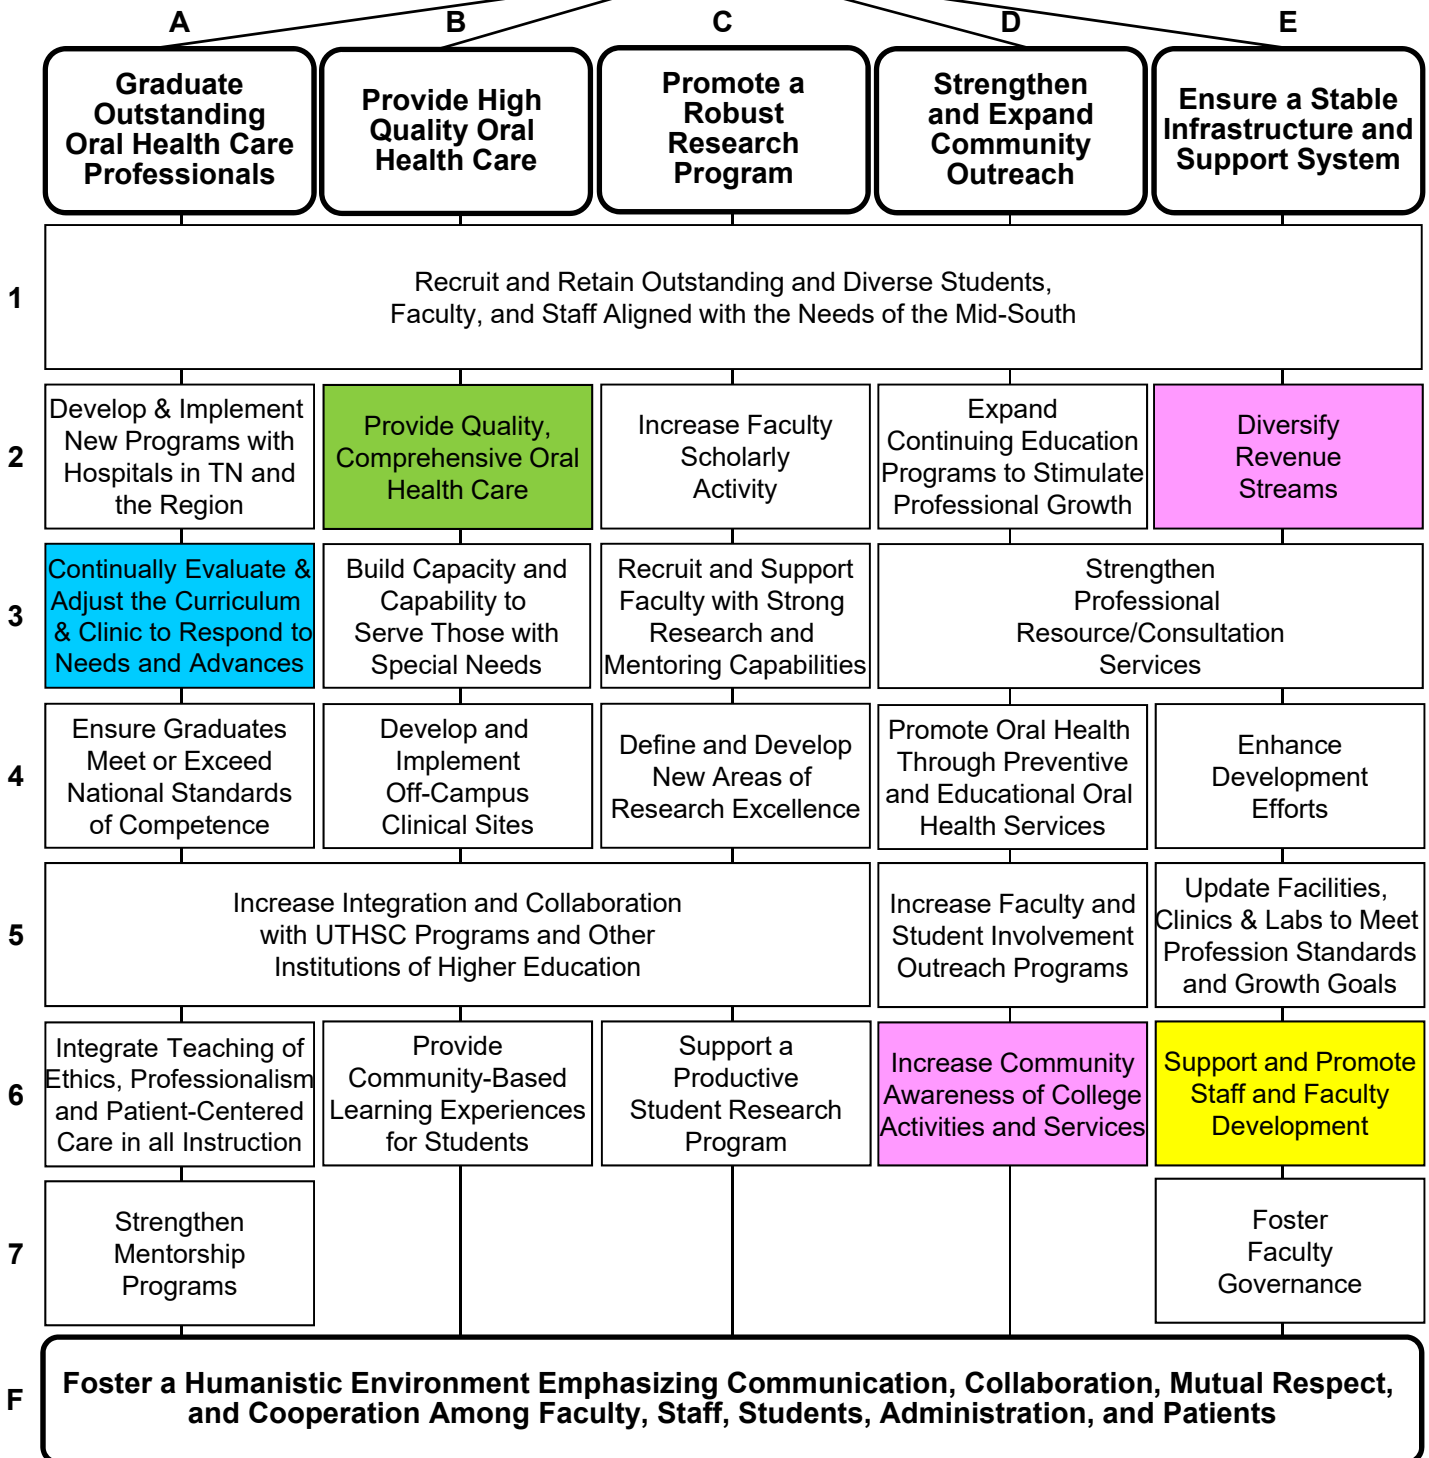 A
B
C
D
E
Graduate
Outstanding
Oral Health Care
Professionals
Provide High
Quality Oral
Health Care
Promote a
Robust
Research
Program
Strengthen
and Expand
Community
Outreach
Ensure a Stable
Infrastructure and
Support System
1
Recruit and Retain Outstanding and Diverse Students,
Faculty, and Staff Aligned with the Needs of the Mid-South
2
Develop & Implement
New Programs with
Hospitals in TN and
the Region
Provide Quality,
Comprehensive Oral
Health Care
Increase Faculty
Scholarly
Activity
Expand
Continuing Education
Programs to Stimulate
Professional Growth
Diversify
Revenue
Streams
3
Continually Evaluate &
Adjust the Curriculum
& Clinic to Respond to
Needs and Advances
Build Capacity and
Capability to
Serve Those with
Special Needs
Recruit and Support
Faculty with Strong
Research and
Mentoring Capabilities
Strengthen
Professional
Resource/Consultation
Services
4
Ensure Graduates
Meet or Exceed
National Standards
of Competence
Develop and
Implement
Off-Campus
Clinical Sites
Define and Develop
New Areas of
Research Excellence
Promote Oral Health
Through Preventive
and Educational Oral
Health Services
Enhance
Development
Efforts
5
Increase Integration and Collaboration
with UTHSC Programs and Other
Institutions of Higher Education
Increase Faculty and
Student Involvement
Outreach Programs
Update Facilities,
Clinics & Labs to Meet
Profession Standards
and Growth Goals
6
Integrate Teaching of
Ethics, Professionalism
and Patient-Centered
Care in all Instruction
Provide
Community-Based
Learning Experiences
for Students
Support a
Productive
Student Research
Program
Increase Community
Awareness of College
Activities and Services
Support and Promote
Staff and Faculty
Development
7
Strengthen
Mentorship
Programs
Foster
Faculty
Governance
F
Foster a Humanistic Environment Emphasizing Communication, Collaboration, Mutual Respect,
and Cooperation Among Faculty, Staff, Students, Administration, and Patients